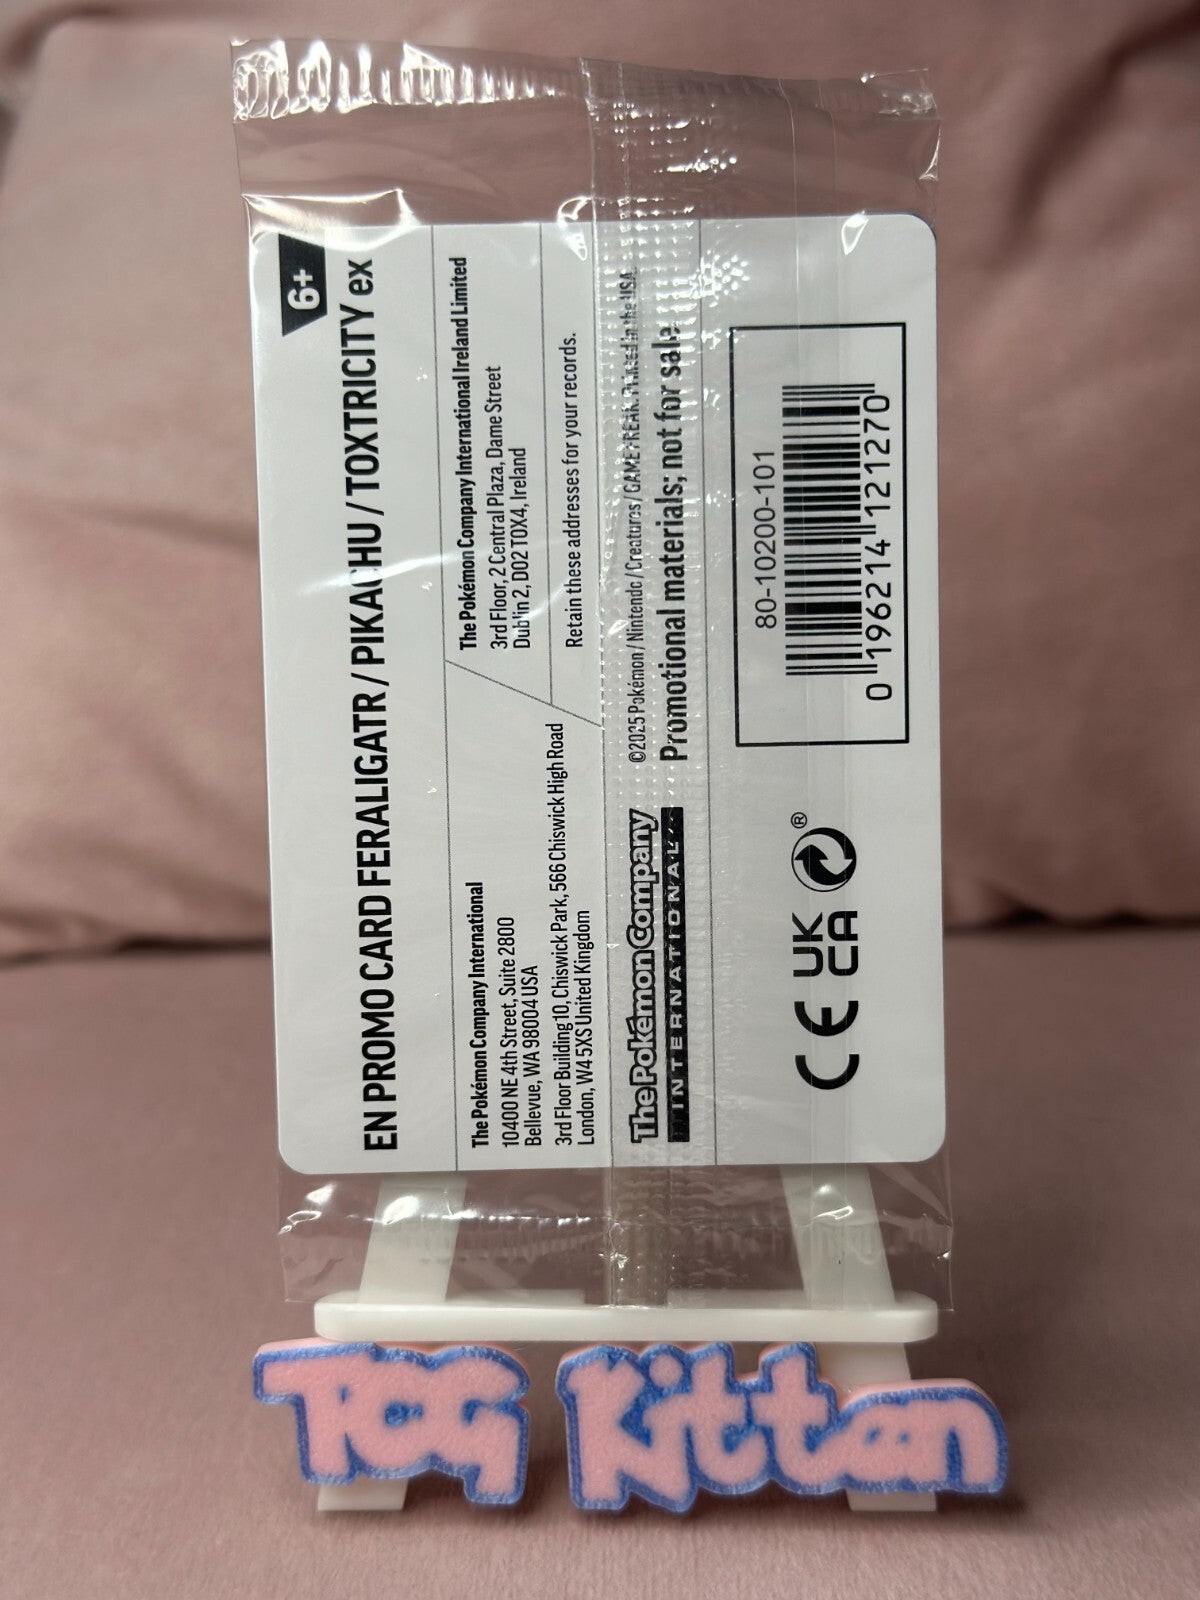 6+
EN PROMO CARD FERALIGATR / PIKACHU / TOXTRICITY ex
The Pokémon Company International
10400 NE 4th Street, Suite 2800
Bellevue, WA 98004 USA
3rd Floor Building 10, Chiswick Park, 566 Chiswick High Road
London, W4 5XS United Kingdom
The Pokémon Company International Ireland Limited
3rd Floor, 2 Central Plaza, Dame Street
Dublin 2, D02 T0X4, Ireland
Retain these addresses for your records.
The Pokémon Company
INTERNATIONAL
©2025 Pokémon / Nintendo / Creatures / GAME FREAK. Printed in the USA.
Promotional materials; not for sale.
CE UK CA ®
80-10200-101
0 196214 121270
TCG Kitten